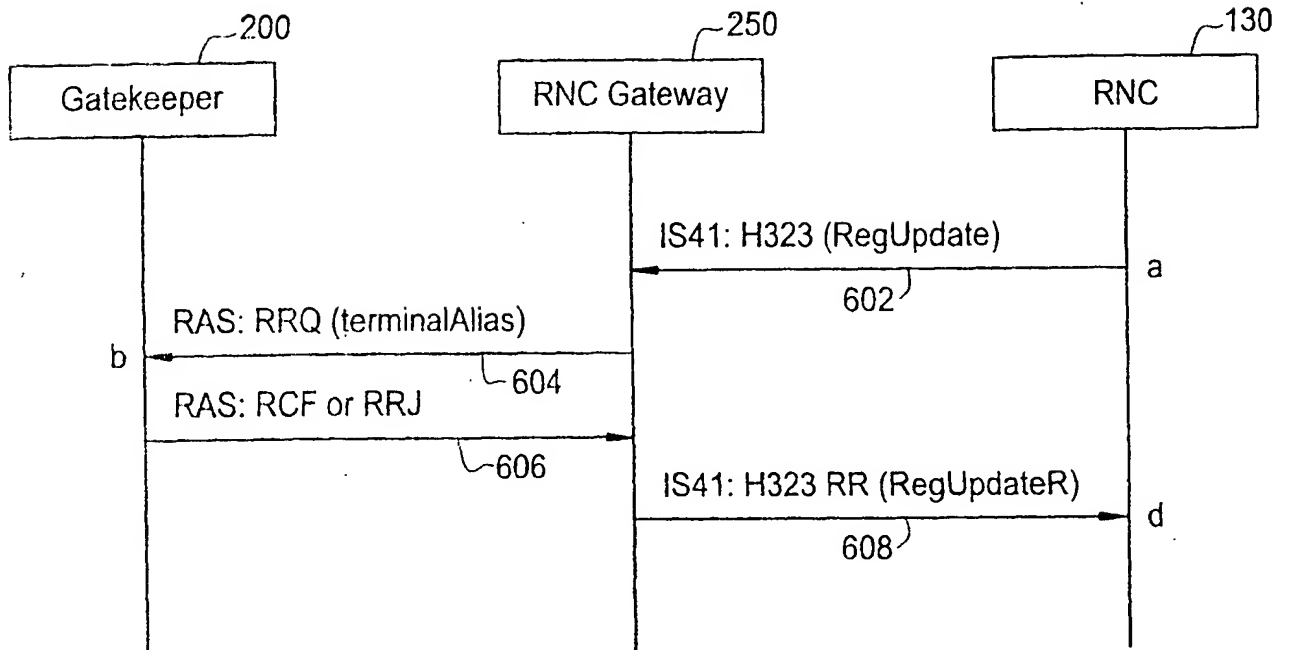 200
250
130
Gatekeeper
RNC Gateway
RNC
IS41: H323 (RegUpdate)
a
602
RAS: RRQ (terminalAlias)
b
604
RAS: RCF or RRJ
606
IS41: H323 RR (RegUpdateR)
d
608